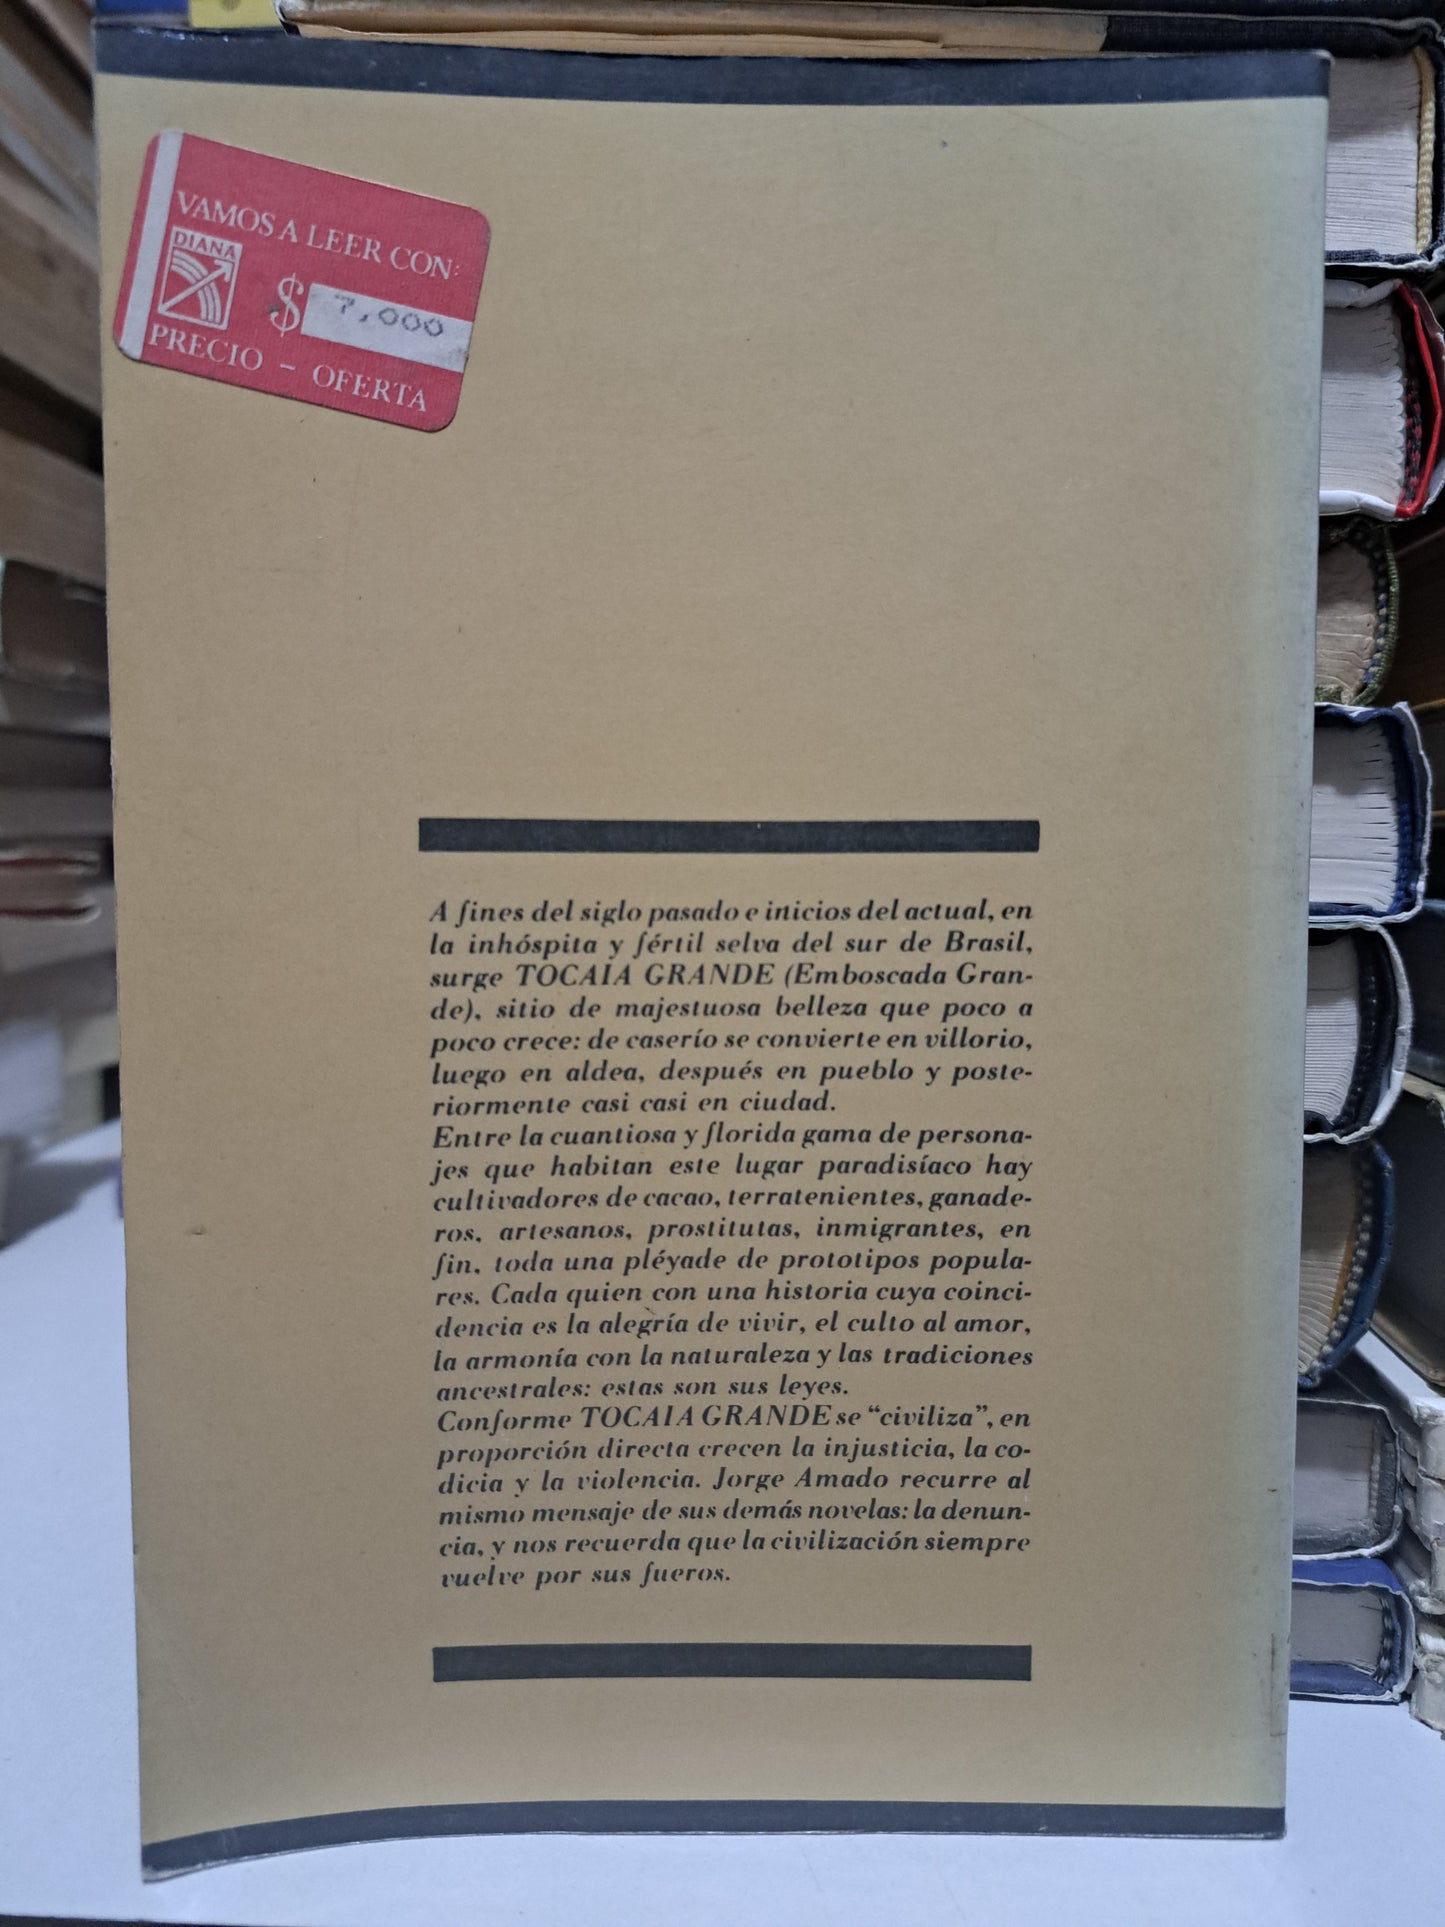 VAMOS A LEER CON:
DIANA
$ 7,000
PRECIO - OFERTA
A fines del siglo pasado e inicios del actual, en
la inhóspita y fértil selva del sur de Brasil,
surge TOCAIA GRANDE (Emboscada Gran-
de), sitio de majestuosa belleza que poco a
poco crece: de caserío se convierte en villorio,
luego en aldea, después en pueblo y poste-
riormente casi casi en ciudad.
Entre la cuantiosa y florida gama de persona-
jes que habitan este lugar paradisíaco hay
cultivadores de cacao, terratenientes, ganade-
ros, artesanos, prostitutas, inmigrantes, en
fin, toda una pléyade de prototipos popula-
res. Cada quien con una historia cuya coinci-
dencia es la alegría de vivir, el culto al amor,
la armonía con la naturaleza y las tradiciones
ancestrales: estas son sus leyes.
Conforme TOCAIA GRANDE se “civiliza”, en
proporción directa crecen la injusticia, la co-
dicia y la violencia. Jorge Amado recurre al
mismo mensaje de sus demás novelas: la denun-
cia, y nos recuerda que la civilización siempre
vuelve por sus fueros.